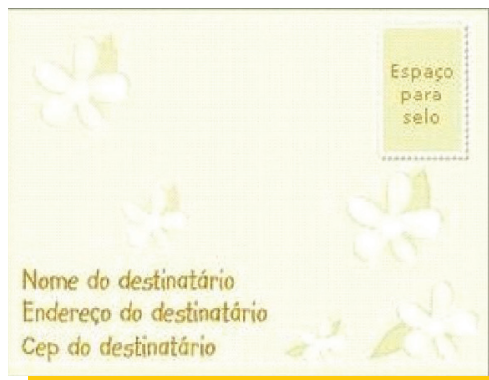 Espaço
para
selo
Nome do destinatário
Endereço do destinatário
Cep do destinatário